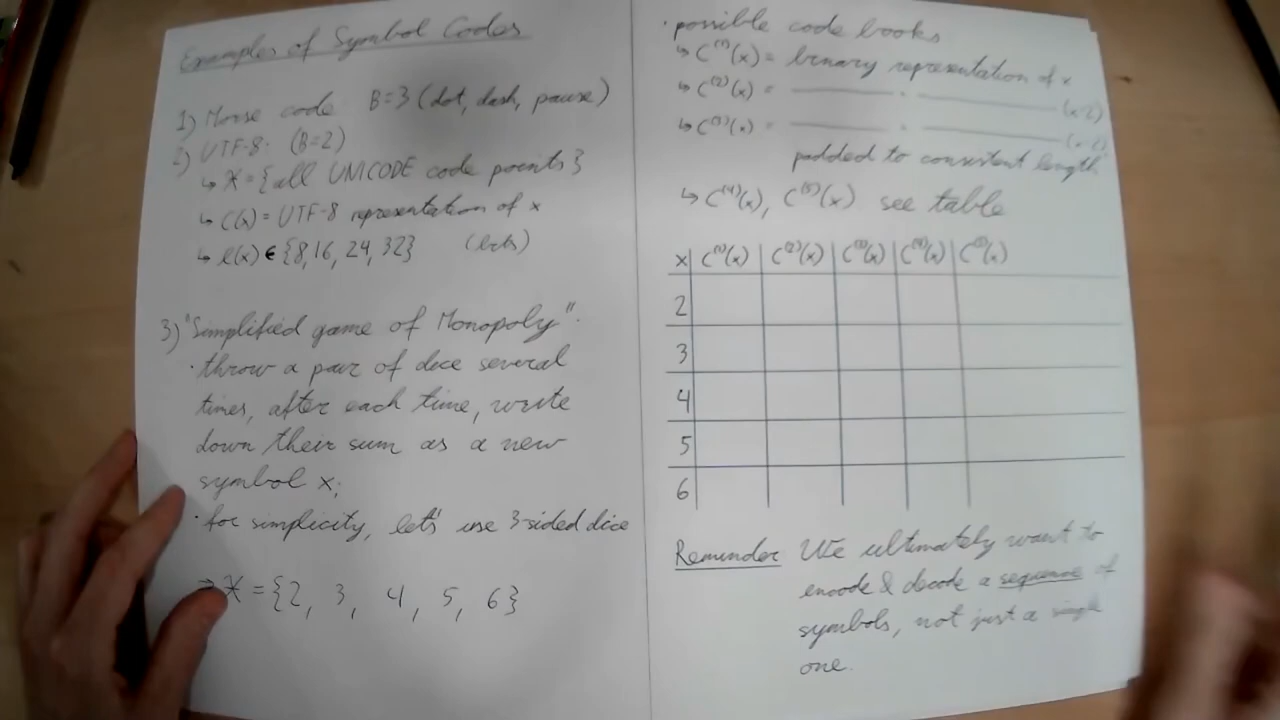 Examples of Symbol Codes
1) Morse code B=3 (dot, dash, pause)
2) UTF-8: (B=2)
↳ X = {all UNICODE code points}
↳ C(x) = UTF-8 representation of x
↳ l(x) ∈ {8, 16, 24, 32} (bits)
3) "Simplified game of Monopoly":
· throw a pair of dice several
times, after each time, write
down their sum as a new
symbol x;
· for simplicity, let's use 3-sided dice
⇒ X = {2, 3, 4, 5, 6}
· possible code books
↳ C⁽¹⁾(x) = binary representation of x
↳ C⁽²⁾(x) = —— " —— (x-2)
↳ C⁽³⁾(x) = —— " —— (x-2)
padded to consistent length
↳ C⁽⁴⁾(x), C⁽⁵⁾(x) see table
x C⁽¹⁾(x) C⁽²⁾(x) C⁽³⁾(x) C⁽⁴⁾(x) C⁽⁵⁾(x)
2
3
4
5
6
Reminder We ultimately want to
encode & decode a sequence of
symbols, not just a single
one.